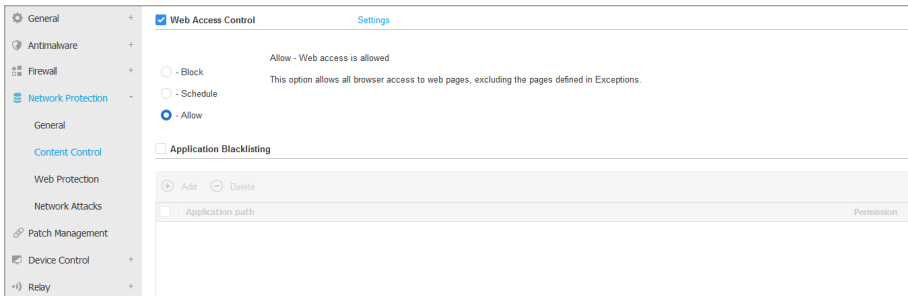 General +
Antimalware +
Firewall +
Network Protection -
General
Content Control
Web Protection
Network Attacks
Patch Management
Device Control +
Relay +
Web Access Control Settings
- Block
- Schedule
- Allow
Allow - Web access is allowed
This option allows all browser access to web pages, excluding the pages defined in Exceptions.
Application Blacklisting
Add Delete
Application path Permission